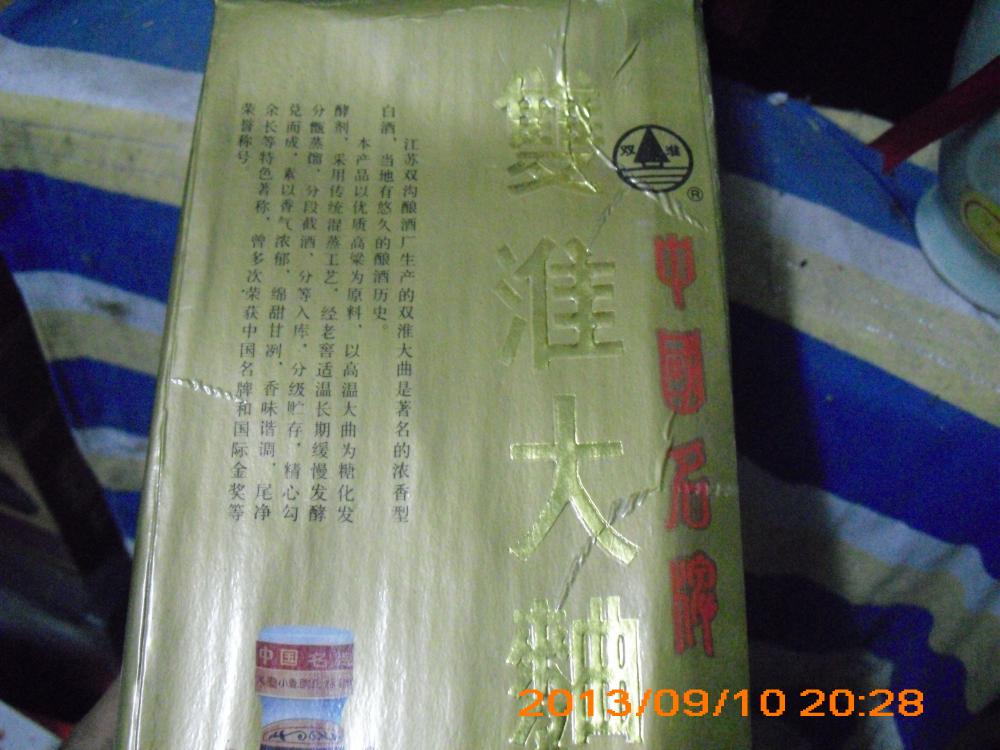 中國名牌
双淮
®
雙淮大麯
江苏双沟酿酒厂生产的双淮大曲是著名的浓香型
白酒，当地有悠久的酿酒历史。
本产品以优质高粱为原料，以高温大曲为糖化发
酵剂，采用传统混蒸工艺，经老窖适温长期缓慢发酵
分甑蒸馏，分段截酒，分等入库，分级贮存，精心勾
兑而成，素以香气浓郁，绵甜甘冽，香味谐调，尾净
余长等特色著称，曾多次荣获中国名牌和国际金奖等
荣誉称号。
中国名
2013/09/10 20:28